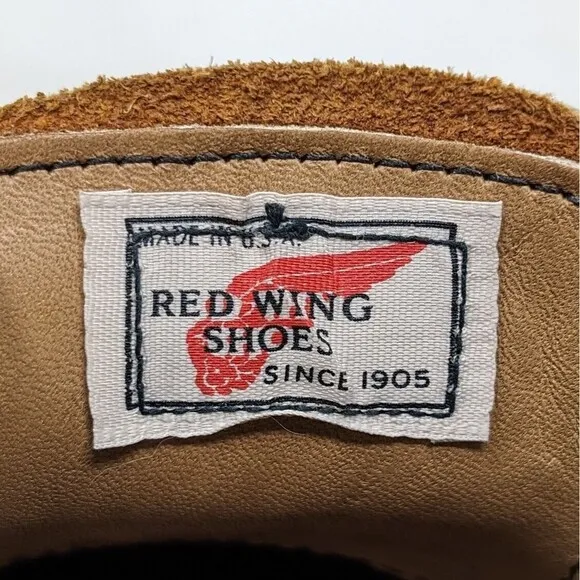 MADE IN U.S.A.
RED WING
SHOES
SINCE 1905